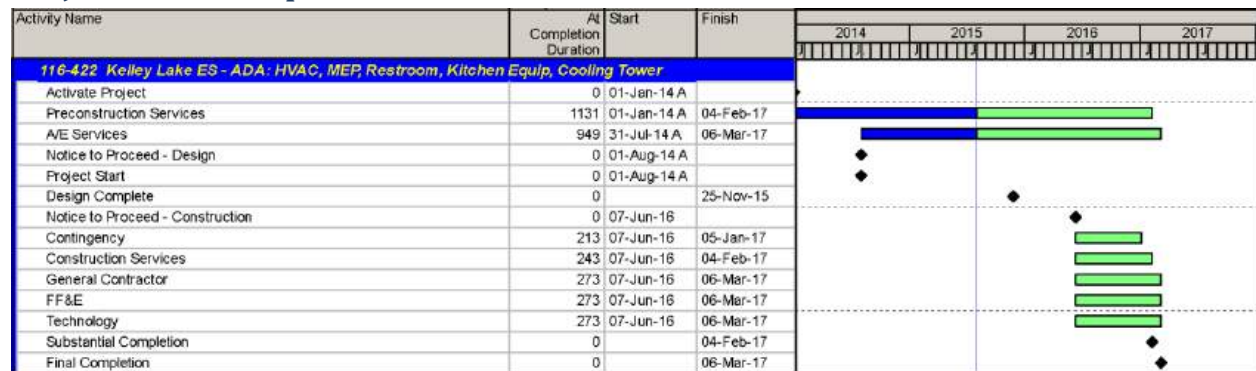 Activity Name At Completion Duration Start Finish
2014 2015 2016 2017
J J J J J J J J
116-422 Kelley Lake ES - ADA: HVAC, MEP, Restroom, Kitchen Equip, Cooling Tower
Activate Project 0 01-Jan-14 A
Preconstruction Services 1131 01-Jan-14 A 04-Feb-17
A/E Services 949 31-Jul-14 A 06-Mar-17
Notice to Proceed - Design 0 01-Aug-14 A
Project Start 0 01-Aug-14 A
Design Complete 0 25-Nov-15
Notice to Proceed - Construction 0 07-Jun-16
Contingency 213 07-Jun-16 05-Jan-17
Construction Services 243 07-Jun-16 04-Feb-17
General Contractor 273 07-Jun-16 06-Mar-17
FF&E 273 07-Jun-16 06-Mar-17
Technology 273 07-Jun-16 06-Mar-17
Substantial Completion 0 04-Feb-17
Final Completion 0 06-Mar-17